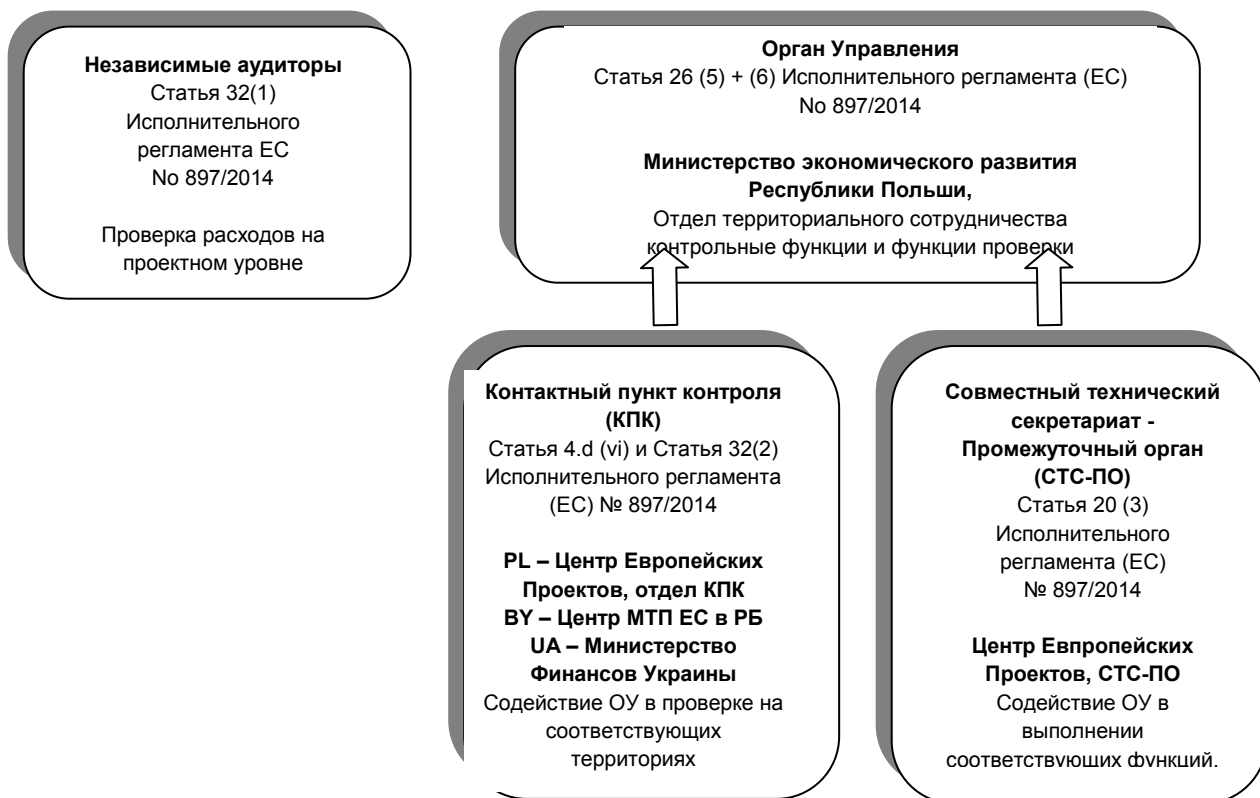 Независимые аудиторы
Статья 32(1)
Исполнительного
регламента ЕС
No 897/2014
Проверка расходов на
проектном уровне
Орган Управления
Статья 26 (5) + (6) Исполнительного регламента (ЕС)
No 897/2014
Министерство экономического развития
Республики Польши,
Отдел территориального сотрудничества
контрольные функции и функции проверки
Контактный пункт контроля
(КПК)
Статья 4.d (vi) и Статья 32(2)
Исполнительного регламента
(ЕС) № 897/2014
PL – Центр Европейских
Проектов, отдел КПК
BY – Центр МТП ЕС в РБ
UA – Министерство
Финансов Украины
Содействие ОУ в проверке на
соответствующих
территориях
Совместный технический
секретариат -
Промежуточный орган
(СТС-ПО)
Статья 20 (3)
Исполнительного
регламента (ЕС)
№ 897/2014
Центр Евпропейских
Проектов, СТС-ПО
Содействие ОУ в
выполнении
соответствующих функций.